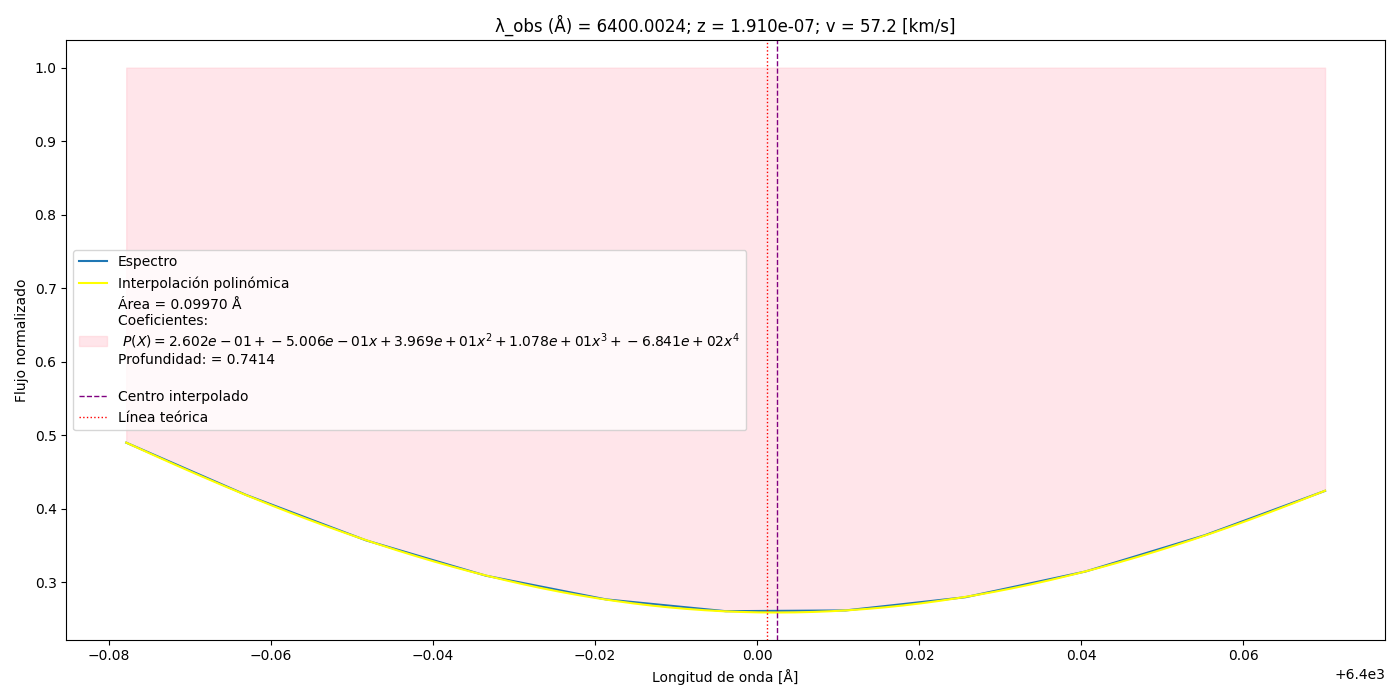 λ_obs (Å) = 6400.0024; z = 1.910e-07; v = 57.2 [km/s]
Flujo normalizado
1.0
0.9
0.8
0.7
0.6
0.5
0.4
0.3
Espectro
Interpolación polinómica
Área = 0.09970 Å
Coeficientes:
P(X) = 2.602e − 01 + −5.006e − 01x + 3.969e + 01x² + 1.078e + 01x³ + −6.841e + 02x⁴
Profundidad: = 0.7414
Centro interpolado
Línea teórica
−0.08 −0.06 −0.04 −0.02 0.00 0.02 0.04 0.06
+6.4e3
Longitud de onda [Å]